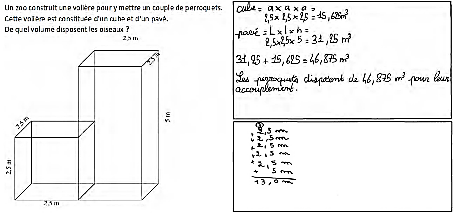 Un zoo construit une volière pour y mettre un couple de perroquets.
Cette volière est constituée d'un cube et d'un pavé.
De quel volume disposent les oiseaux ?
2,5 m
2,5 m
5 m
2,5 m
2,5 m
2,5 m
cube = a x a x a =
2,5 x 2,5 x 2,5 = 15,625 m³
pavé = L x l x h =
2,5 x 2,5 x 5 = 31,25 m³
31,25 + 15,625 = 46,875 m³
Les perroquets disposent de 46,875 m³ pour leur
accouplement.
2,5 m
+ 2,5 m
+ 2,5 m
+ 2,5 m
+ 2,5 m
+ 5 m